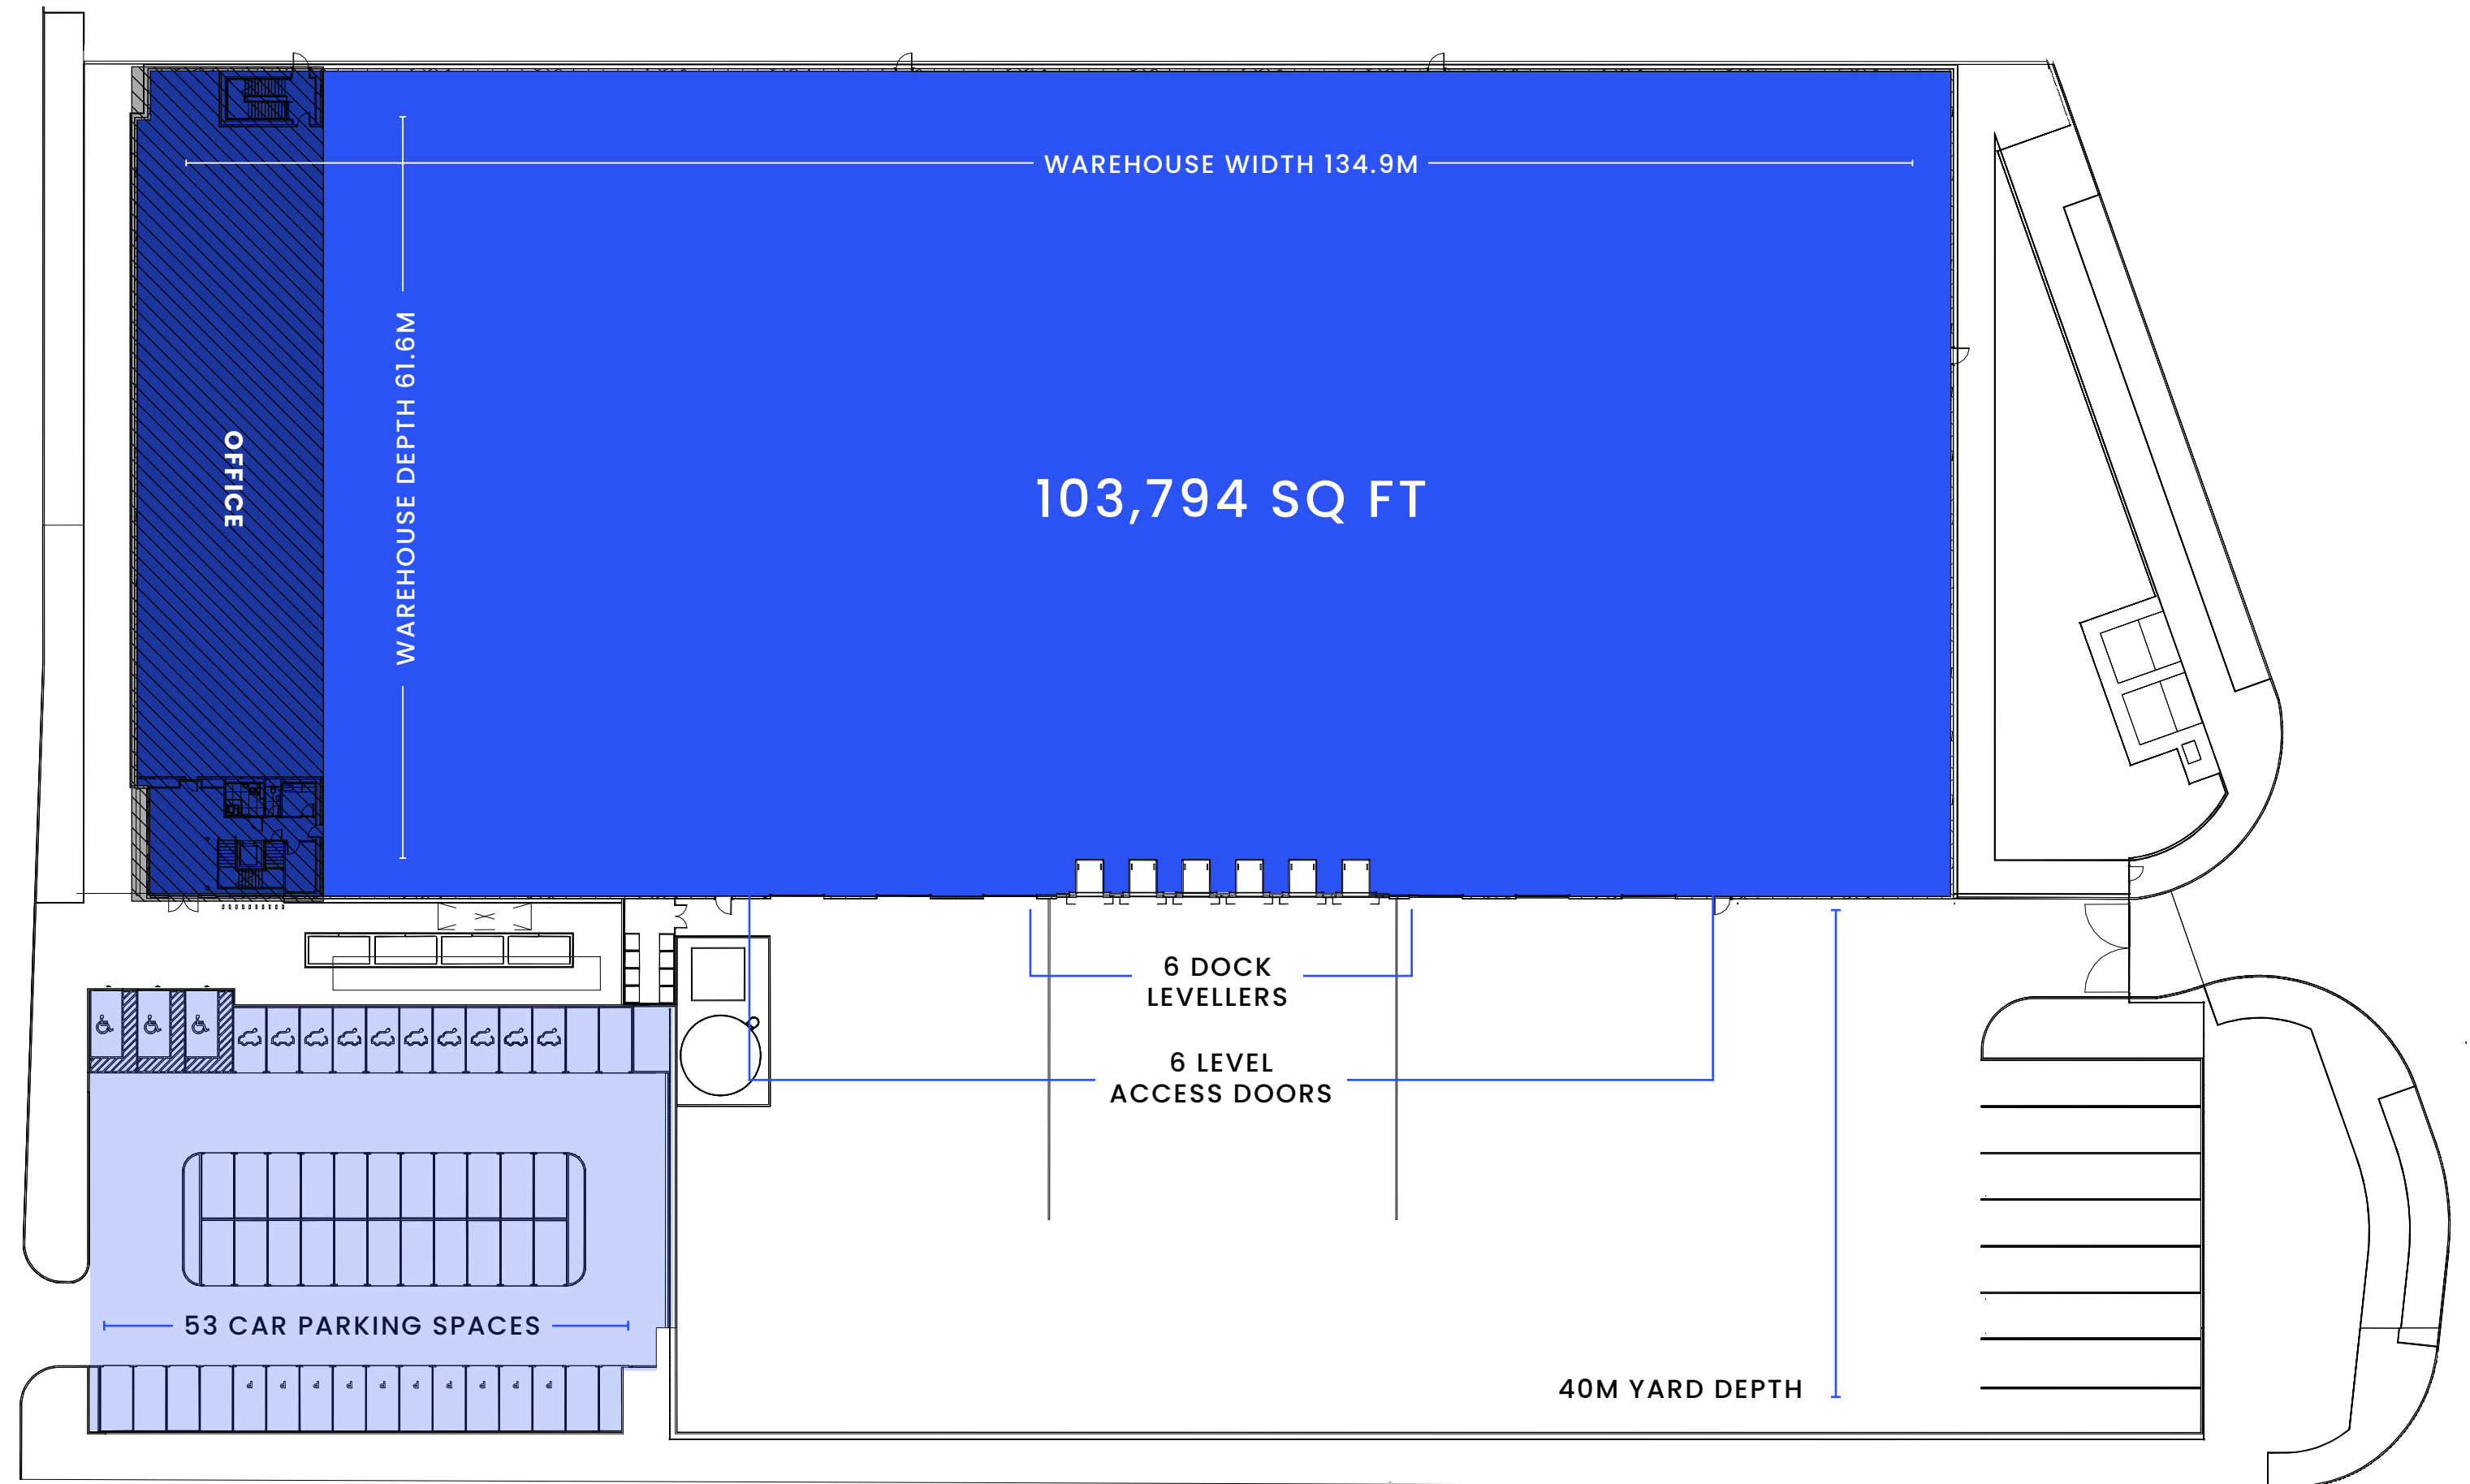 WAREHOUSE WIDTH 134.9M
WAREHOUSE DEPTH 61.6M
OFFICE
103,794 SQ FT
6 DOCK
LEVELLERS
6 LEVEL
ACCESS DOORS
53 CAR PARKING SPACES
40M YARD DEPTH